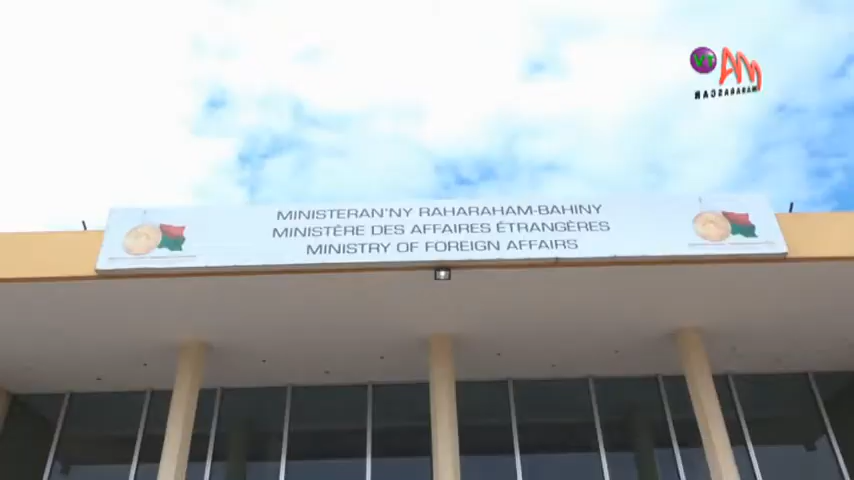 MINISTERAN'NY RAHARAHAM-BAHINY
MINISTÈRE DES AFFAIRES ÉTRANGÈRES
MINISTRY OF FOREIGN AFFAIRS